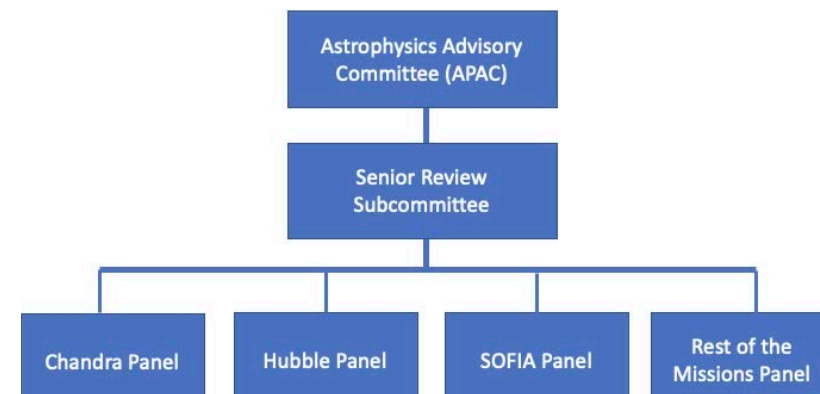 Astrophysics Advisory
Committee (APAC)
Senior Review
Subcommittee
Chandra Panel
Hubble Panel
SOFIA Panel
Rest of the
Missions Panel